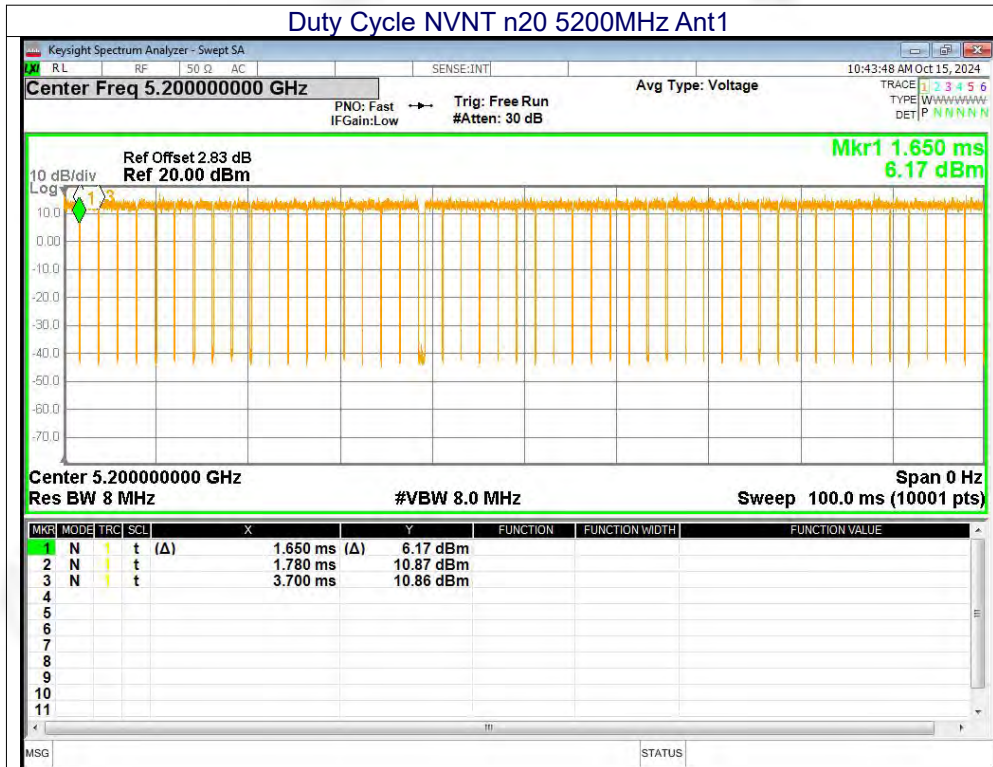 Duty Cycle NVNT n20 5200MHz Ant1
Keysight Spectrum Analyzer - Swept SA
LXI RL RF 50 Ω AC SENSE:INT 10:43:48 AM Oct 15, 2024
Center Freq 5.200000000 GHz Avg Type: Voltage TRACE 1 2 3 4 5 6
PNO: Fast Trig: Free Run TYPE WWWWWWW
IFGain:Low #Atten: 30 dB DET P N N N N N
Mkr1 1.650 ms
Ref Offset 2.83 dB
10 dB/div Ref 20.00 dBm 6.17 dBm
Log
1 3
10.0
0.00
-10.0
-20.0
-30.0
-40.0
-50.0
-60.0
-70.0
Center 5.200000000 GHz Span 0 Hz
Res BW 8 MHz #VBW 8.0 MHz Sweep 100.0 ms (10001 pts)
MKR MODE TRC SCL X Y FUNCTION FUNCTION WIDTH FUNCTION VALUE
1 N 1 t (Δ) 1.650 ms (Δ) 6.17 dBm
2 N 1 t 1.780 ms 10.87 dBm
3 N 1 t 3.700 ms 10.86 dBm
4
5
6
7
8
9
10
11
MSG STATUS